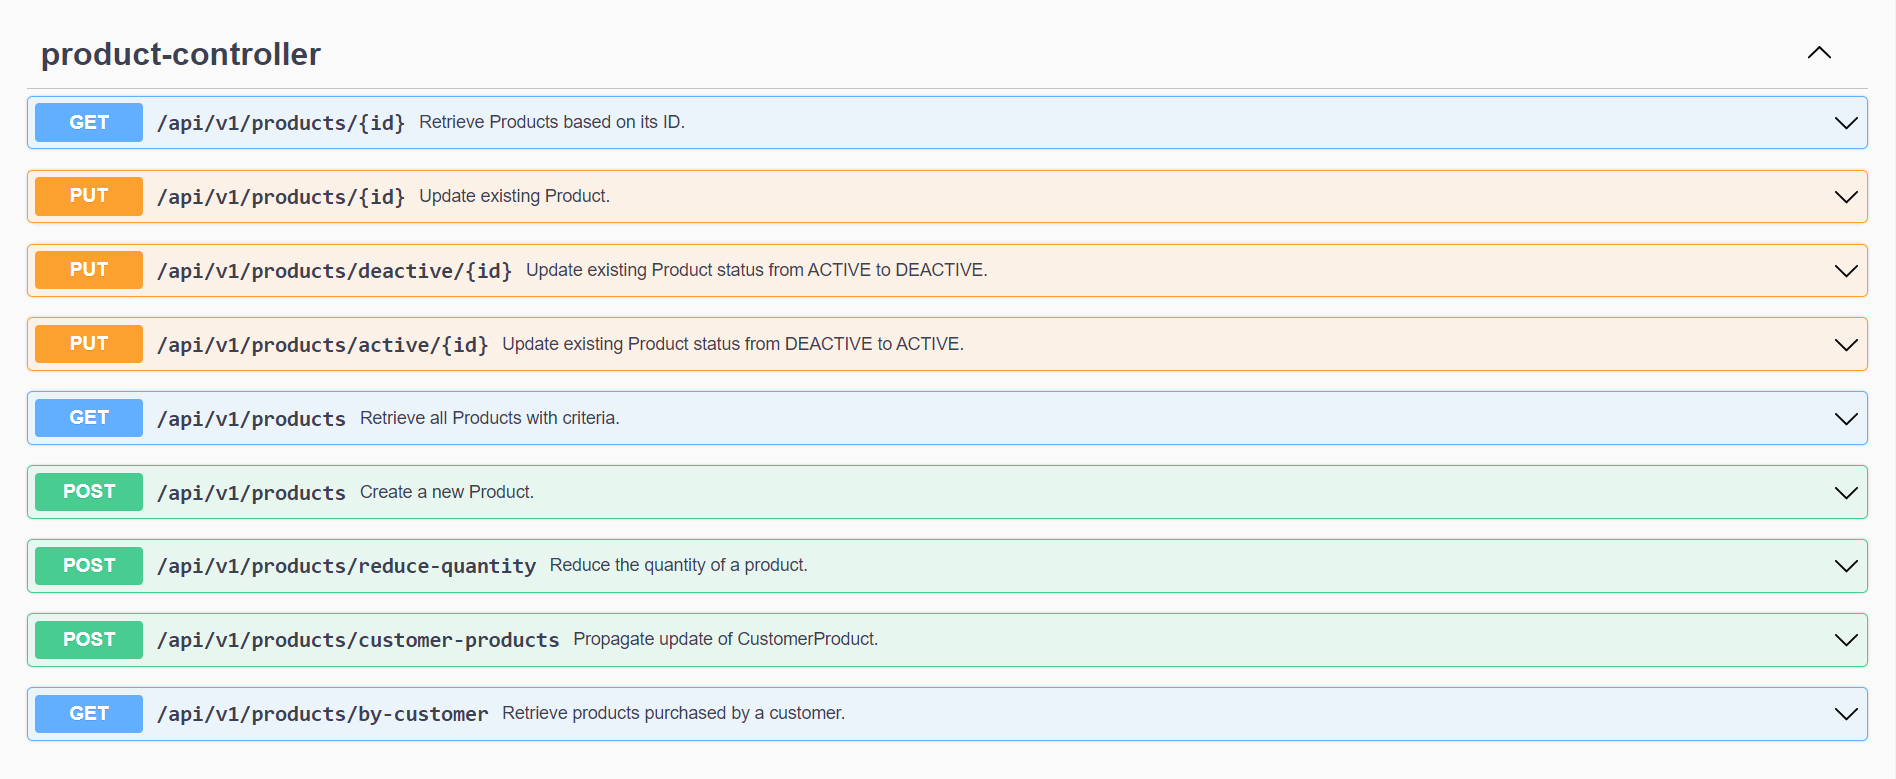 product-controller
GET /api/v1/products/{id} Retrieve Products based on its ID.
PUT /api/v1/products/{id} Update existing Product.
PUT /api/v1/products/deactive/{id} Update existing Product status from ACTIVE to DEACTIVE.
PUT /api/v1/products/active/{id} Update existing Product status from DEACTIVE to ACTIVE.
GET /api/v1/products Retrieve all Products with criteria.
POST /api/v1/products Create a new Product.
POST /api/v1/products/reduce-quantity Reduce the quantity of a product.
POST /api/v1/products/customer-products Propagate update of CustomerProduct.
GET /api/v1/products/by-customer Retrieve products purchased by a customer.